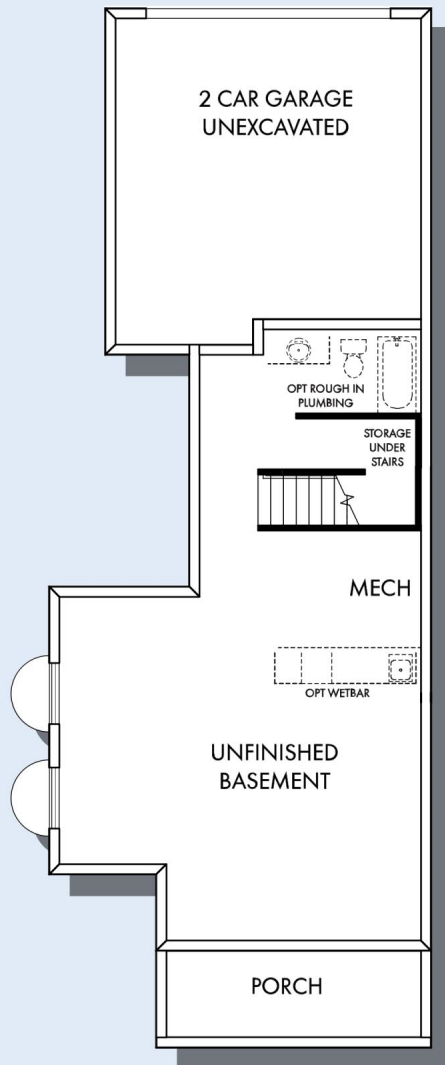 2 CAR GARAGE
UNEXCAVATED
OPT ROUGH IN
PLUMBING
STORAGE
UNDER
STAIRS
MECH
OPT WETBAR
UNFINISHED
BASEMENT
PORCH